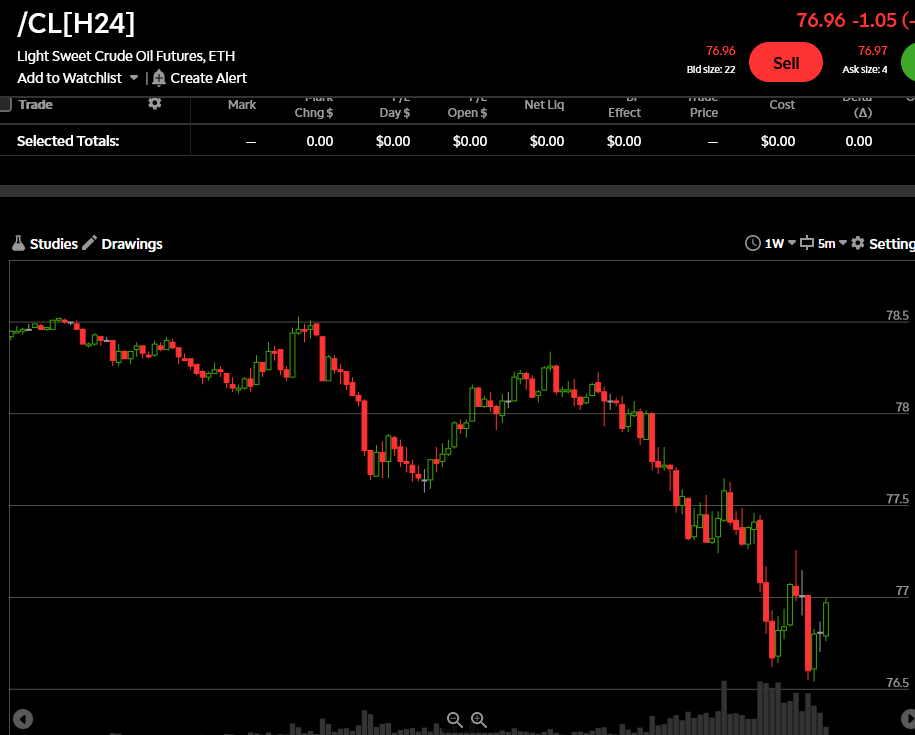 /CL[H24]
76.96 -1.05 (-
Light Sweet Crude Oil Futures, ETH
76.96
Bid size: 22
Sell
76.97
Ask size: 4
Add to Watchlist | Create Alert
Trade
Mark
Mark Chng $
P/L Day $
P/L Open $
Net Liq
BP Effect
Trade Price
Cost
Delta (Δ)
Selected Totals:
— 0.00 $0.00 $0.00 $0.00 $0.00 — $0.00 0.00
Studies Drawings
1W 5m Setting
78.5
78
77.5
77
76.5